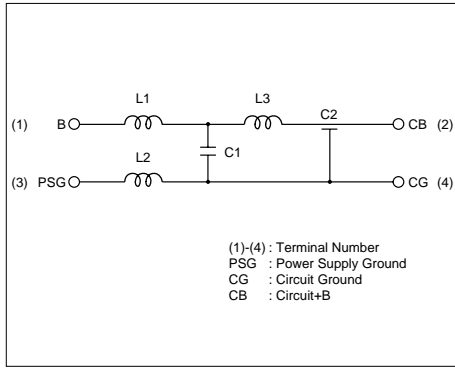 L1 L3
C2
(1) B CB (2)
C1
L2
(3) PSG CG (4)
(1)-(4) : Terminal Number
PSG : Power Supply Ground
CG : Circuit Ground
CB : Circuit+B